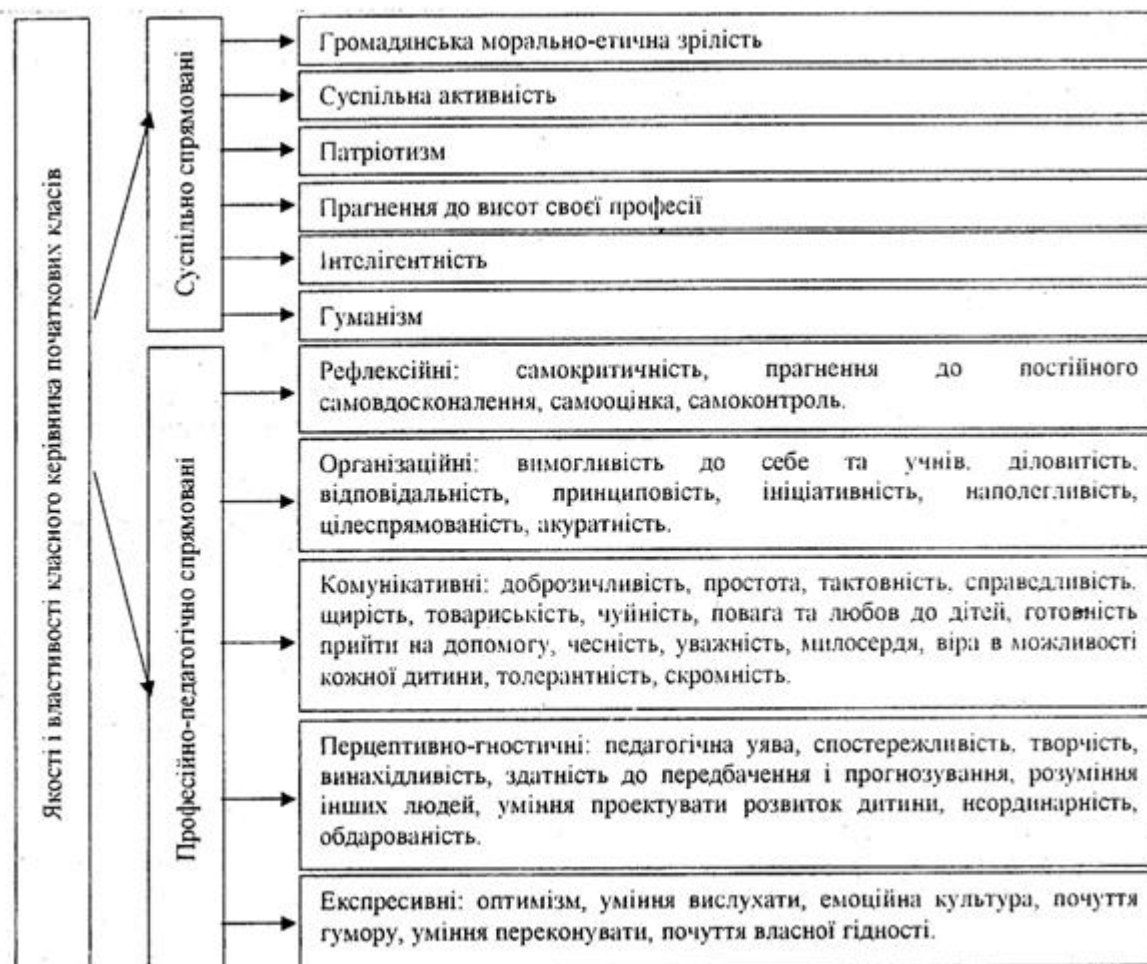 Якості і властивості класного керівника початкових класів
Суспільно спрямовані
Громадянська морально-етична зрілість
Суспільна активність
Патріотизм
Прагнення до висот своєї професії
Інтелігентність
Гуманізм
Професійно-педагогічно спрямовані
Рефлексійні: самокритичність, прагнення до постійного
самовдосконалення, самооцінка, самоконтроль.
Організаційні: вимогливість до себе та учнів, діловитість,
відповідальність, принциповість, ініціативність, наполегливість,
цілеспрямованість, акуратність.
Комунікативні: доброзичливість, простота, тактовність, справедливість,
щирість, товариськість, чуйність, повага та любов до дітей, готовність
прийти на допомогу, чесність, уважність, милосердя, віра в можливості
кожної дитини, толерантність, скромність.
Перцептивно-гностичні: педагогічна уява, спостережливість, творчість,
винахідливість, здатність до передбачення і прогнозування, розуміння
інших людей, уміння проектувати розвиток дитини, неординарність,
обдарованість.
Експресивні: оптимізм, уміння вислухати, емоційна культура, почуття
гумору, уміння переконувати, почуття власної гідності.